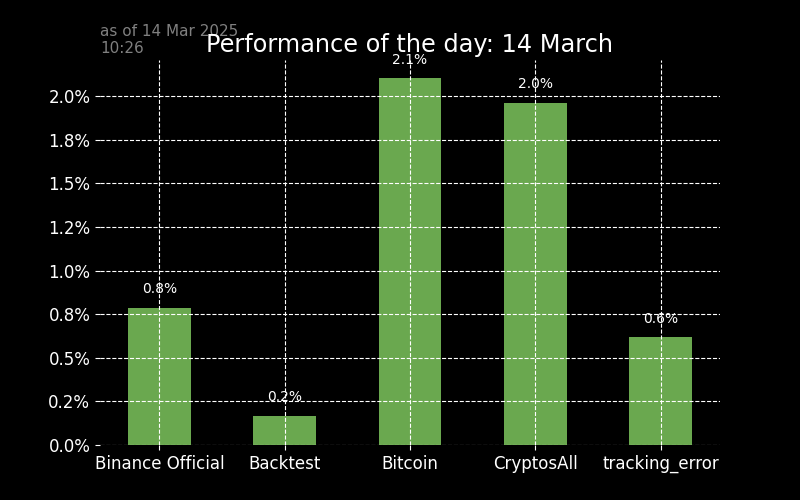 as of 14 Mar 2025
10:26
Performance of the day: 14 March
2.1%
2.0%
0.8%
0.6%
0.2%
2.0%
1.8%
1.5%
1.2%
1.0%
0.8%
0.5%
0.2%
0.0%
Binance Official
Backtest
Bitcoin
CryptosAll
tracking_error